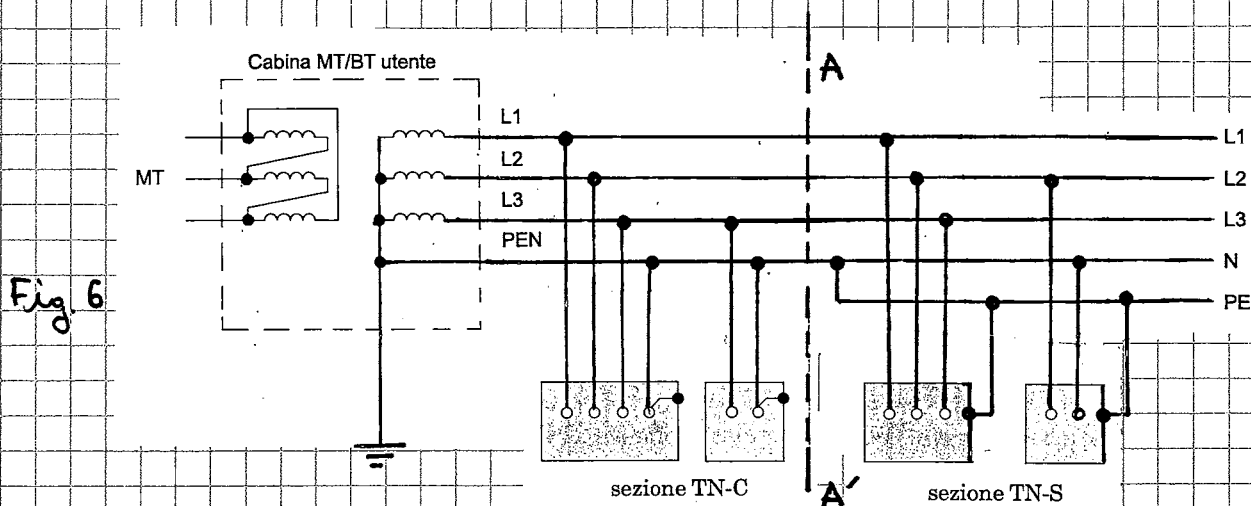 A
Cabina MT/BT utente
L1
L1
L2
MT
L2
L3
L3
PEN
N
Fig. 6
PE
sezione TN-C
A'
sezione TN-S